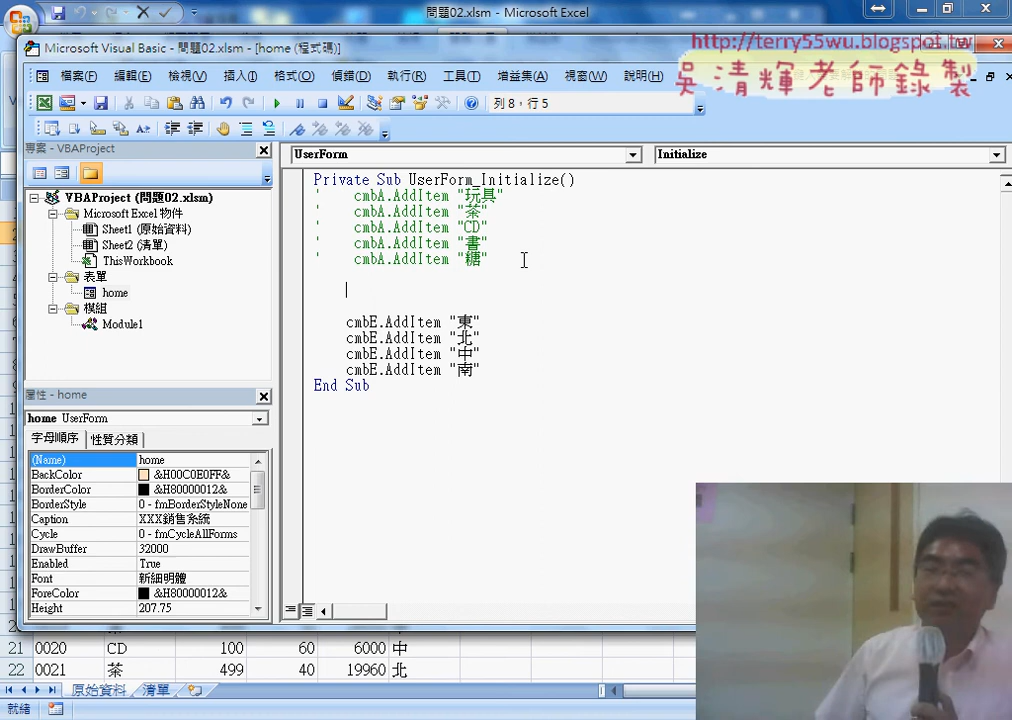 問題02.xlsm - Microsoft Excel
Microsoft Visual Basic - 問題02.xlsm - [home (程式碼)]
http://terry55wu.blogspot.tw
吳清輝老師錄製
檔案(F) 編輯(E) 檢視(V) 插入(I) 格式(O) 偵錯(D) 執行(R) 工具(T) 增益集(A) 視窗(W) 說明(H)
列 8，行 5
專案 - VBAProject
UserForm
Initialize
VBAProject (問題02.xlsm)
Microsoft Excel 物件
Sheet1 (原始資料)
Sheet2 (清單)
ThisWorkbook
表單
home
模組
Module1
Private Sub UserForm_Initialize()
' cmbA.AddItem "玩具"
' cmbA.AddItem "茶"
' cmbA.AddItem "CD"
' cmbA.AddItem "書"
' cmbA.AddItem "糖"
cmbE.AddItem "東"
cmbE.AddItem "北"
cmbE.AddItem "中"
cmbE.AddItem "南"
End Sub
屬性 - home
home UserForm
字母順序 性質分類
(Name) home
BackColor &H00C0E0FF&
BorderColor &H80000012&
BorderStyle 0 - fmBorderStyleNone
Caption XXX銷售系統
Cycle 0 - fmCycleAllForms
DrawBuffer 32000
Enabled True
Font 新細明體
ForeColor &H80000012&
Height 207.75
21 0020 CD 100 60 6000 中
22 0021 茶 499 40 19960 北
原始資料 清單
就緒